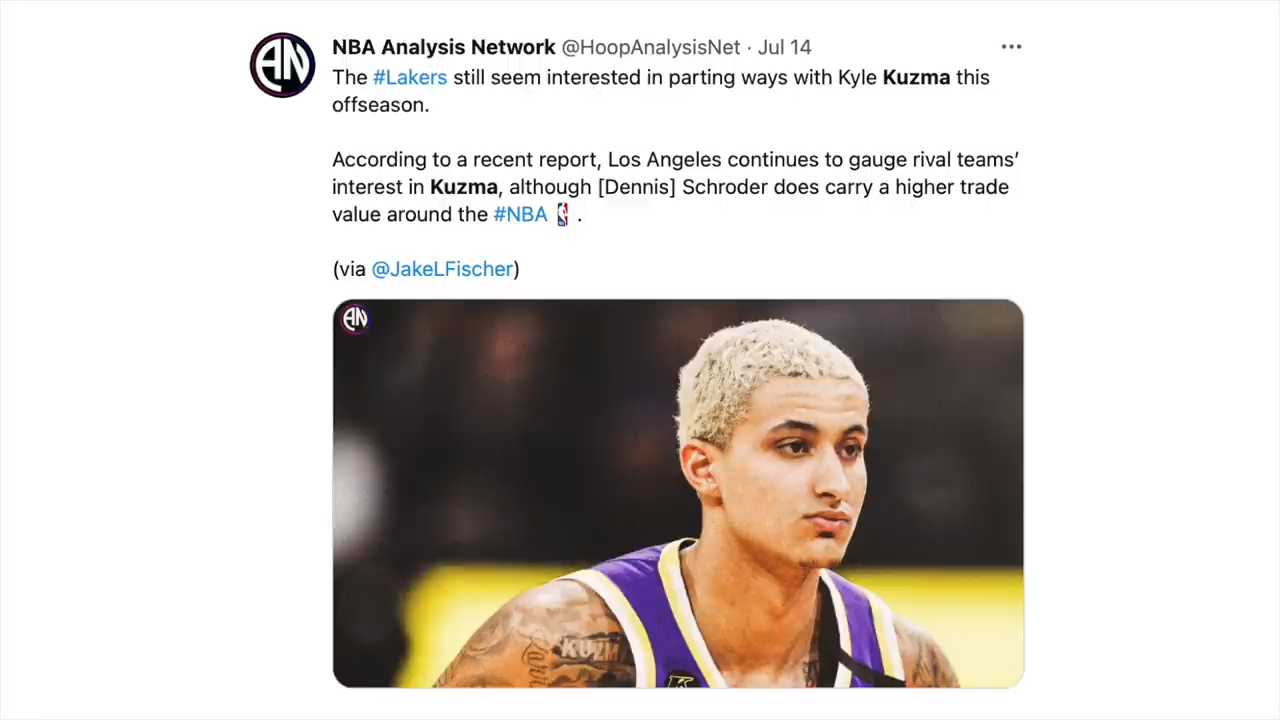 AN
NBA Analysis Network @HoopAnalysisNet · Jul 14
The #Lakers still seem interested in parting ways with Kyle Kuzma this
offseason.
According to a recent report, Los Angeles continues to gauge rival teams’
interest in Kuzma, although [Dennis] Schroder does carry a higher trade
value around the #NBA .
(via @JakeLFischer)
AN
KUZM